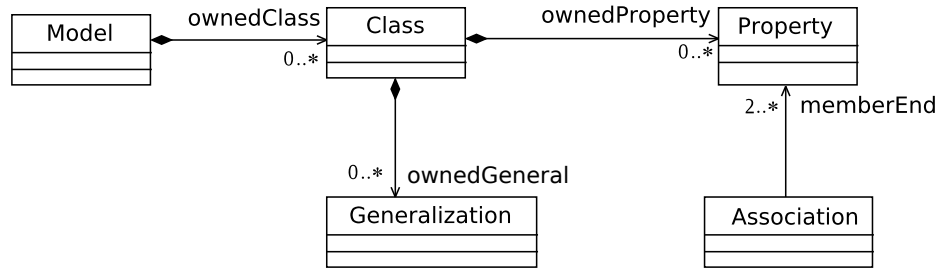 ownedClass
ownedProperty
Model
Class
Property
0..*
0..*
2..*
memberEnd
0..*
ownedGeneral
Generalization
Association